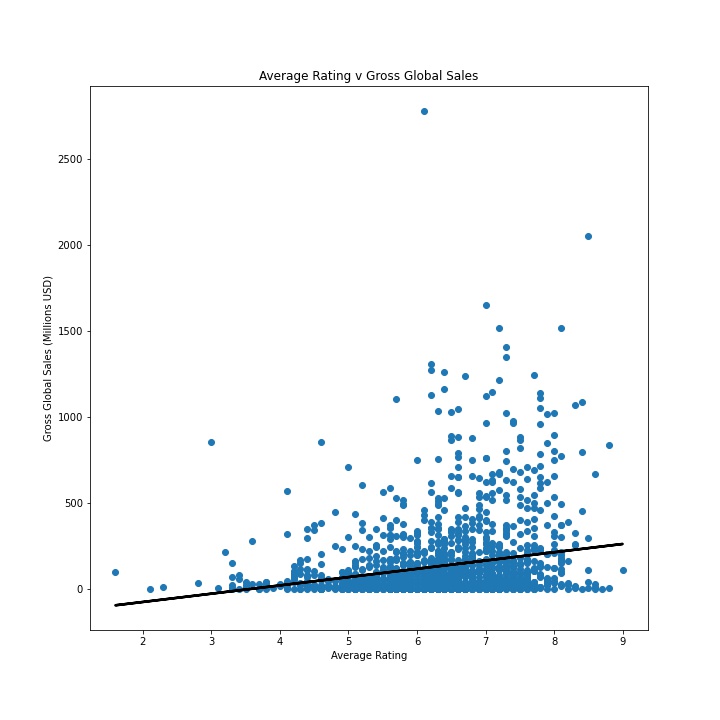 Average Rating v Gross Global Sales
Gross Global Sales (Millions USD)
2500
2000
1500
1000
500
0
2 3 4 5 6 7 8 9
Average Rating